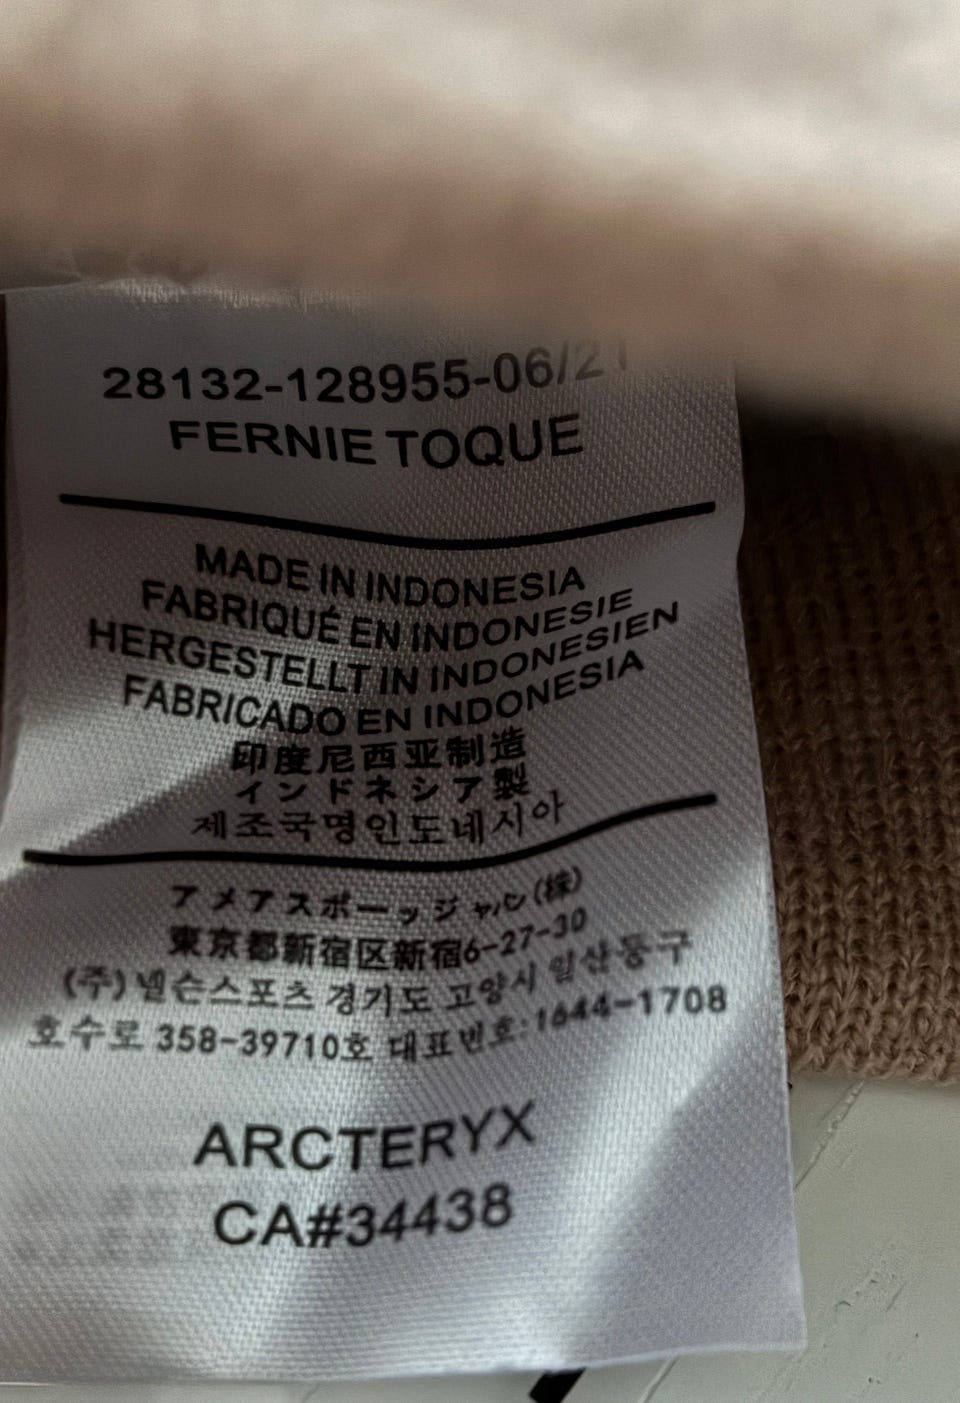 28132-128955-06/21
FERNIE TOQUE
MADE IN INDONESIA
FABRIQUÉ EN INDONESIE
HERGESTELLT IN INDONESIEN
FABRICADO EN INDONESIA
印度尼西亚制造
インドネシア製
제조국명인도네시아
アメアスポーッジャパン(株)
東京都新宿区新宿6-27-30
(주)넬슨스포츠 경기도 고양시 일산동구
호수로 358-39710호 대표번호:1644-1708
ARCTERYX
CA#34438